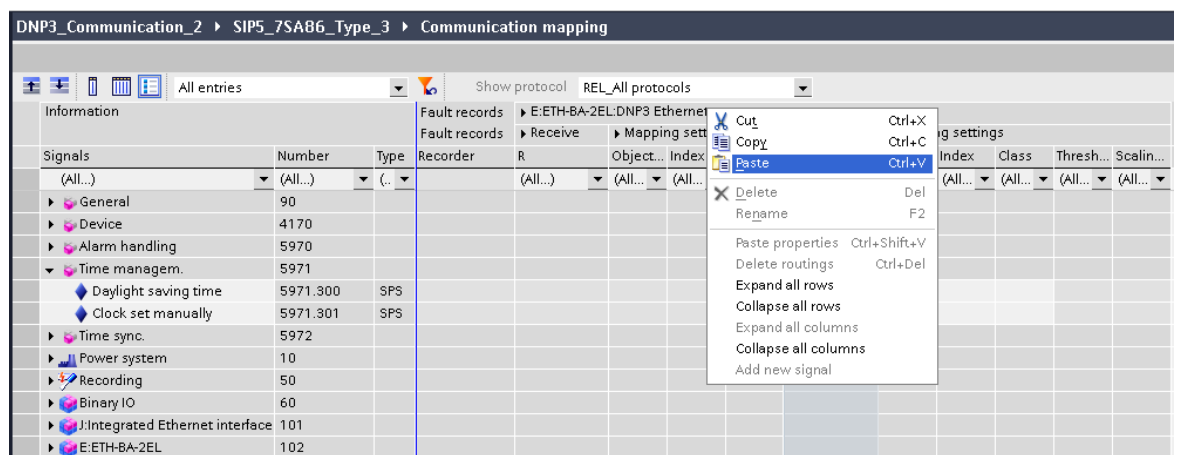 DNP3_Communication_2 ▸ SIP5_7SA86_Type_3 ▸ Communication mapping
All entries Show protocol REL_All protocols
Information Fault records E:ETH-BA-2EL:DNP3 Ethernet
Fault records Receive Mapping sett g settings
Signals Number Type Recorder R Object... Index Index Class Thresh... Scalin...
(All...) (All...) (.. (All...) (All... (All... (All... (All... (All... (All...
General 90
Device 4170
Alarm handling 5970
Time managem. 5971
Daylight saving time 5971.300 SPS
Clock set manually 5971.301 SPS
Time sync. 5972
Power system 10
Recording 50
Binary IO 60
J:Integrated Ethernet interface 101
E:ETH-BA-2EL 102
Cut Ctrl+X
Copy Ctrl+C
Paste Ctrl+V
Delete Del
Rename F2
Paste properties Ctrl+Shift+V
Delete routings Ctrl+Del
Expand all rows
Collapse all rows
Expand all columns
Collapse all columns
Add new signal